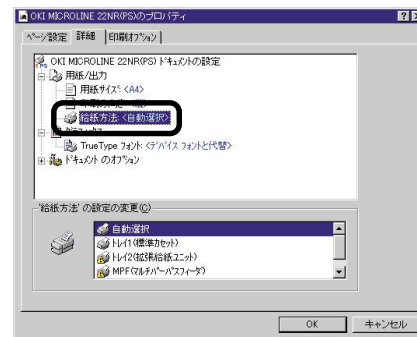 OKI MICROLINE 22NR(PS)のプロパティ
ページ設定 詳細 印刷オプション
OKI MICROLINE 22NR(PS) ドキュメントの設定
用紙/出力
用紙サイズ: <A4>
給紙方法: <自動選択>
TrueType フォント: <デバイス フォントと代替>
ドキュメント のオプション
'給紙方法' の設定の変更(C)
自動選択
トレイ1(標準カセット)
トレイ2(拡張給紙ユニット)
MPF(マルチパーパスフィーダ)
OK キャンセル